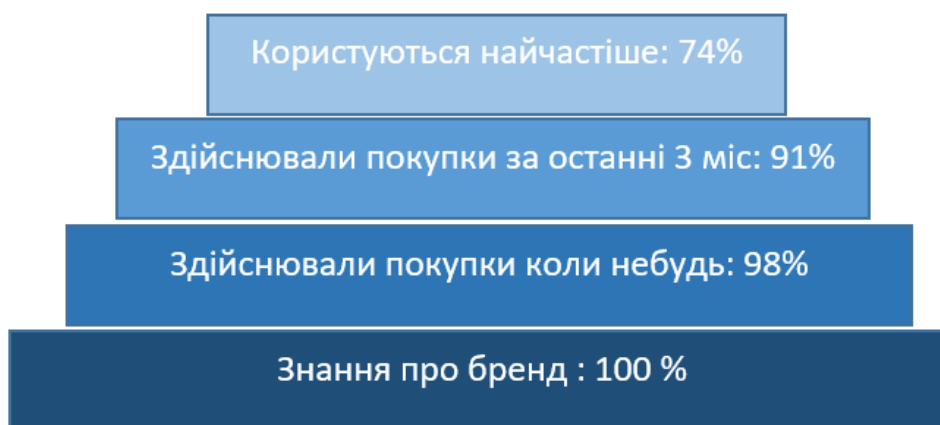 Користуються найчастіше: 74%
Здійснювали покупки за останні 3 міс: 91%
Здійснювали покупки коли небудь: 98%
Знання про бренд : 100 %